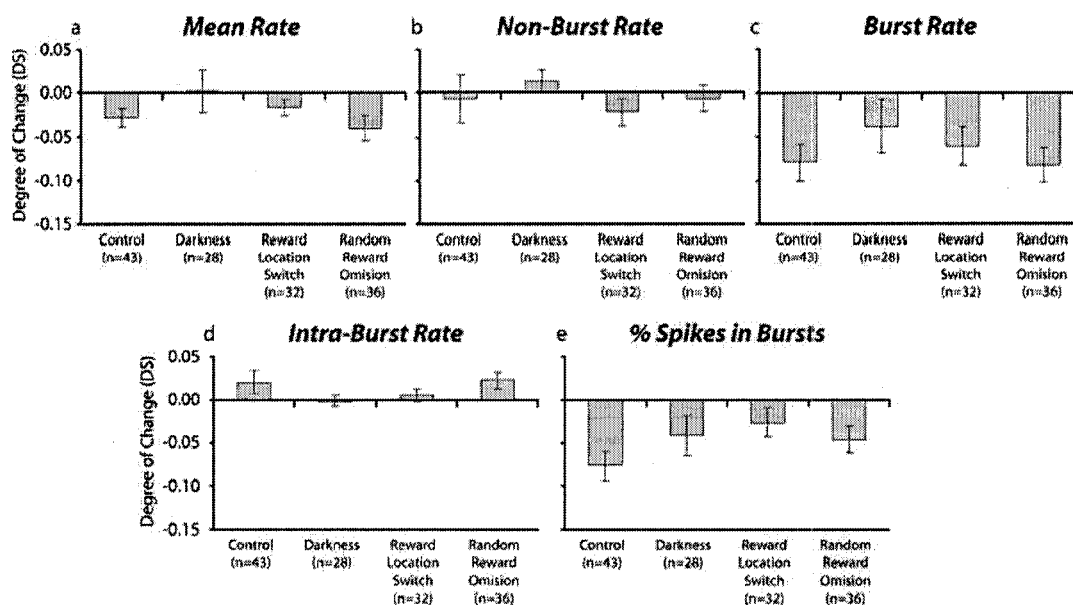 a Mean Rate
b Non-Burst Rate
c Burst Rate
Degree of Change (DS)
0.05
0.00
-0.05
-0.10
-0.15
Control
(n=43)
Darkness
(n=28)
Reward
Location
Switch
(n=32)
Random
Reward
Omision
(n=36)
Control
(n=43)
Darkness
(n=28)
Reward
Location
Switch
(n=32)
Random
Reward
Omision
(n=36)
Control
(n=43)
Darkness
(n=28)
Reward
Location
Switch
(n=32)
Random
Reward
Omision
(n=36)
d Intra-Burst Rate
e % Spikes in Bursts
Degree of Change (DS)
0.05
0.00
-0.05
-0.10
-0.15
Control
(n=43)
Darkness
(n=28)
Reward
Location
Switch
(n=32)
Random
Reward
Omision
(n=36)
Control
(n=43)
Darkness
(n=28)
Reward
Location
Switch
(n=32)
Random
Reward
Omision
(n=36)